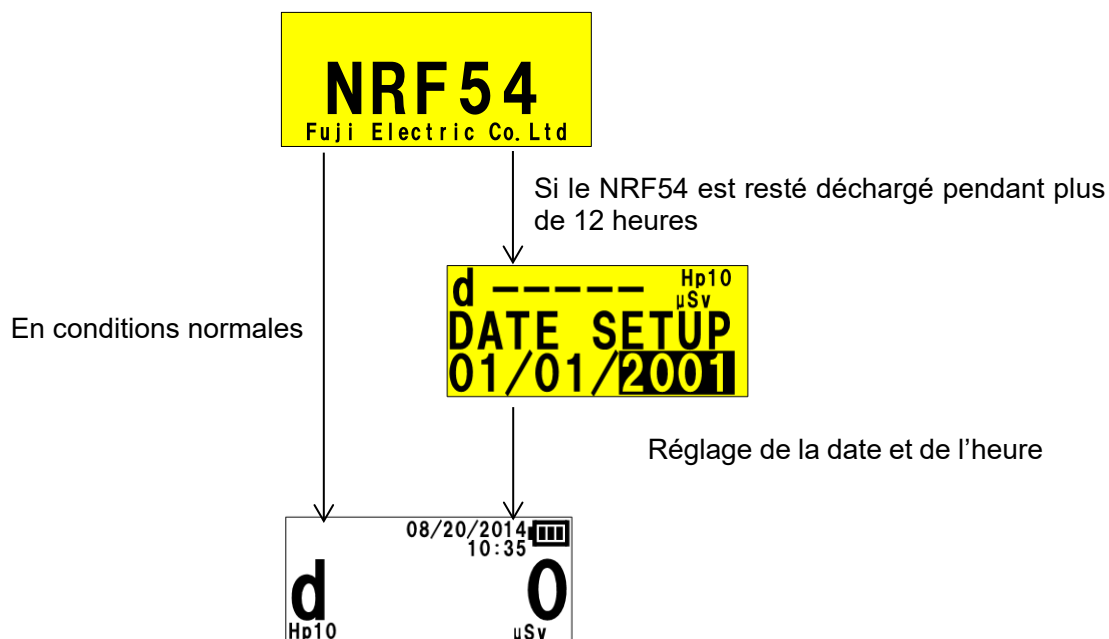 NRF54
Fuji Electric Co.Ltd
Si le NRF54 est resté déchargé pendant plus
de 12 heures
d ----- Hp10
µSv
DATE SETUP
01/01/2001
En conditions normales
Réglage de la date et de l’heure
08/20/2014
10:35
d 0
Hp10 µSv